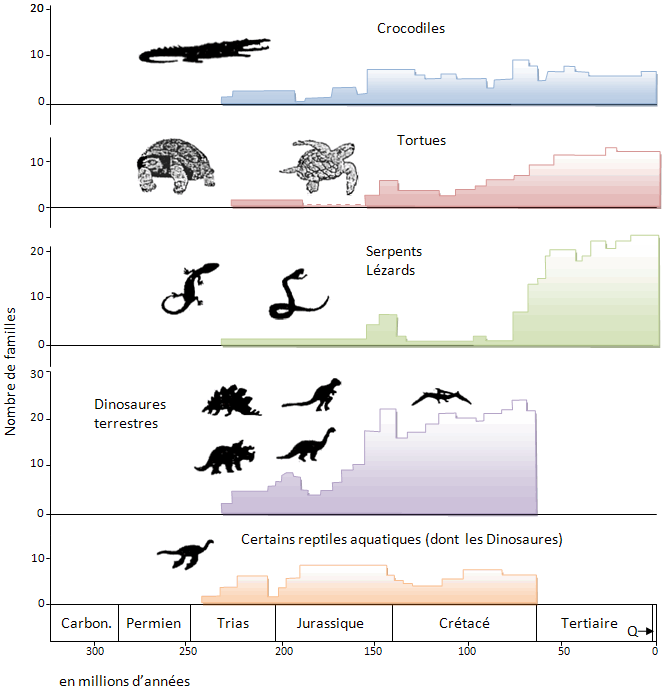 20
Crocodiles
10
0
Tortues
10
0
Serpents
Lézards
20
10
0
Nombre de familles
30
Dinosaures
terrestres
20
10
0
Certains reptiles aquatiques (dont les Dinosaures)
10
0
Carbon. Permien Trias Jurassique Crétacé Tertiaire Q
300 250 200 150 100 50 0
en millions d'années